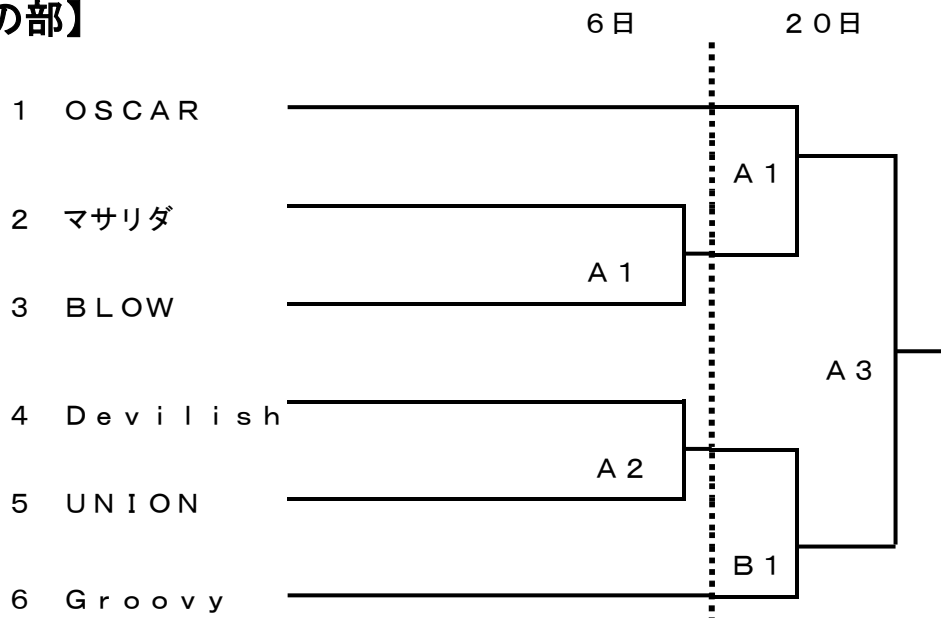 の部】
６日 ２０日
1 ＯＳＣＡＲ
Ａ１
2 マサリダ
Ａ１
3 ＢＬＯＷ
Ａ３
4 Ｄｅｖｉｌｉｓｈ
Ａ２
5 ＵＮＩＯＮ
Ｂ１
6 Ｇｒｏｏｖｙ